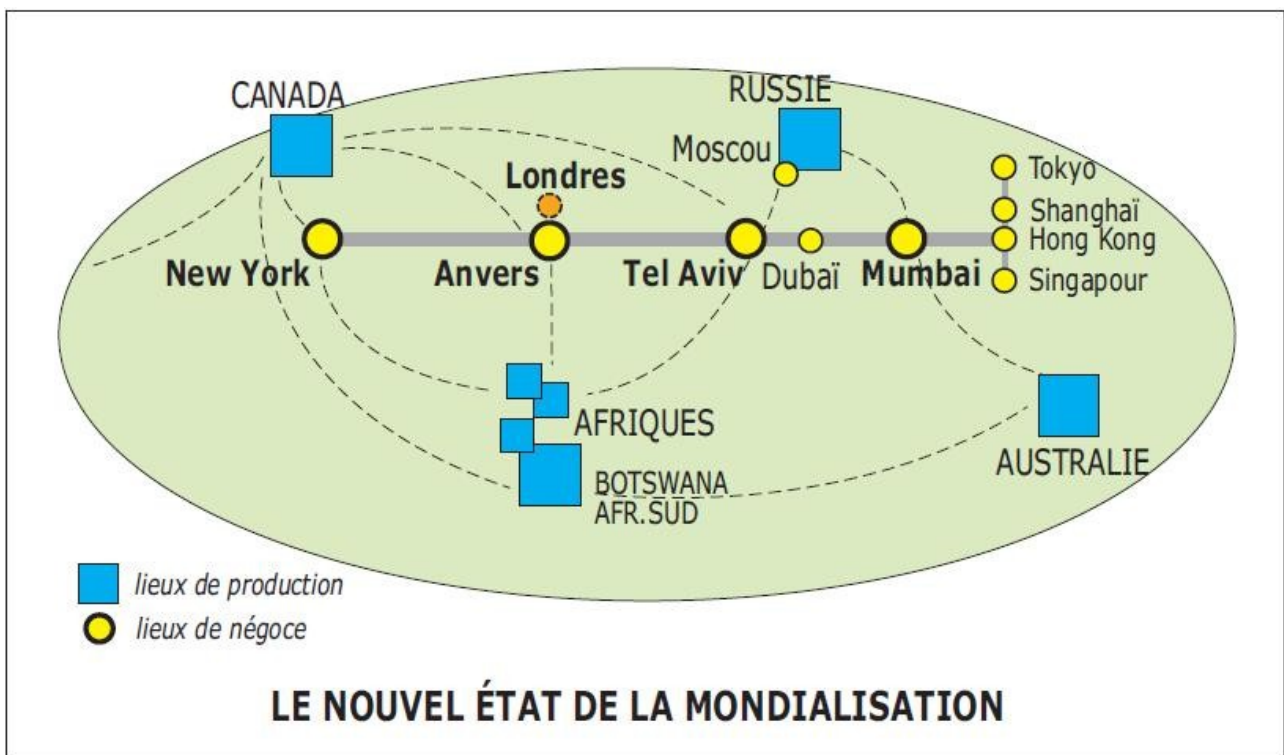 CANADA
RUSSIE
Moscou
Londres
Tokyo
Shanghaï
Hong Kong
Singapour
New York
Anvers
Tel Aviv
Dubaï
Mumbai
AFRIQUES
BOTSWANA
AFR.SUD
AUSTRALIE
lieux de production
lieux de négoce
LE NOUVEL ÉTAT DE LA MONDIALISATION